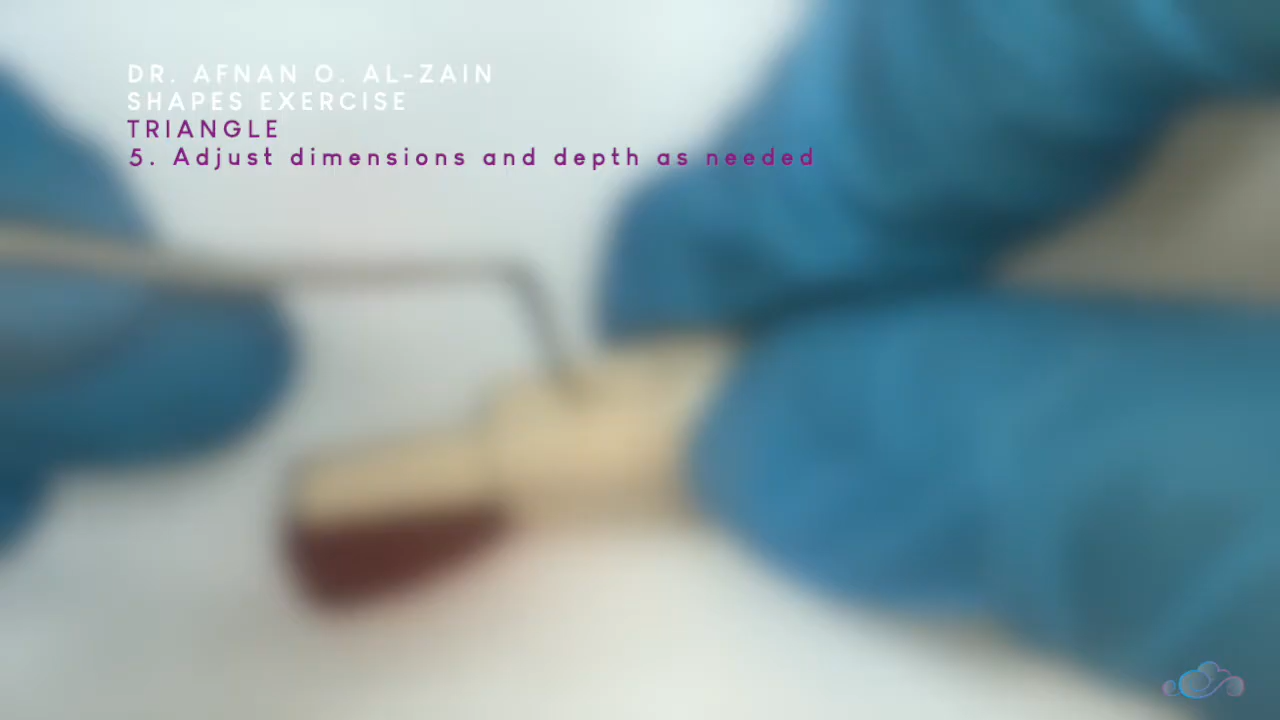 DR. AFNAN O. AL-ZAIN
SHAPES EXERCISE
TRIANGLE
5. Adjust dimensions and depth as needed